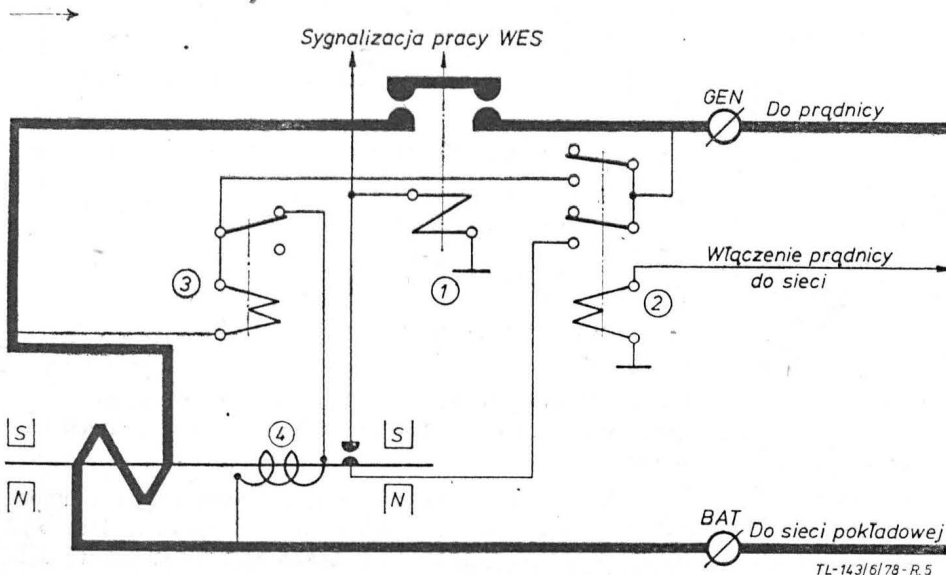 Sygnalizacja pracy WES
GEN
Do prądnicy
Włączenie prądnicy
do sieci
3
1
2
S
4
S
N
N
BAT
Do sieci pokładowej
TL-143/6/78-R.5